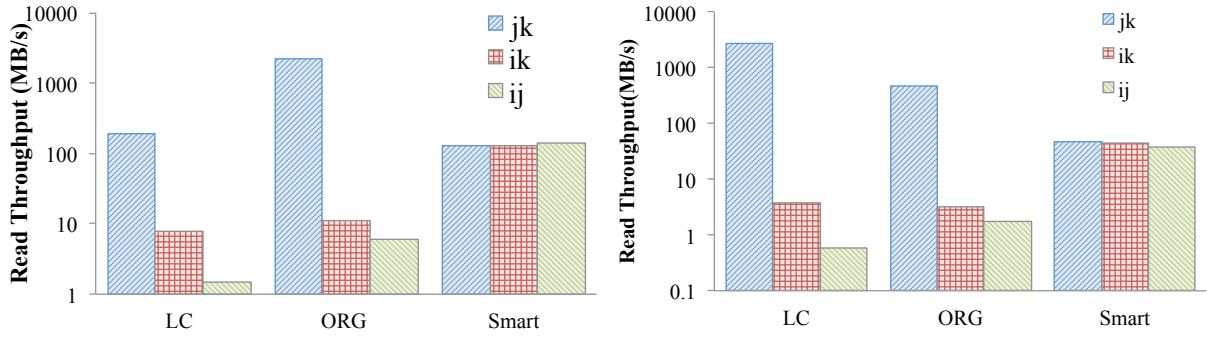 Read Throughput (MB/s)
10000
1000
100
10
1
jk
ik
ij
LC ORG Smart
Read Throughput(MB/s)
10000
1000
100
10
1
0.1
jk
ik
ij
LC ORG Smart